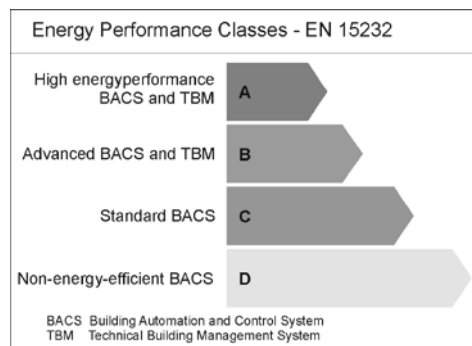 Energy Performance Classes - EN 15232
High energyperformance
BACS and TBM
A
Advanced BACS and TBM
B
Standard BACS
C
Non-energy-efficient BACS
D
BACS Building Automation and Control System
TBM Technical Building Management System